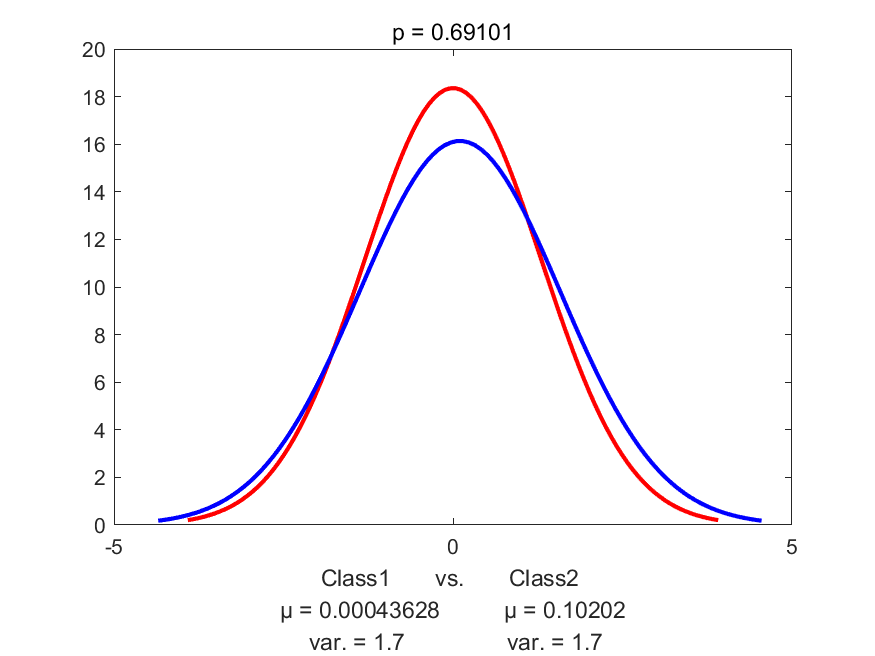 p = 0.69101
20
18
16
14
12
10
8
6
4
2
0
-5 0 5
Class1 vs. Class2
μ = 0.00043628 μ = 0.10202
var. = 1.7 var. = 1.7